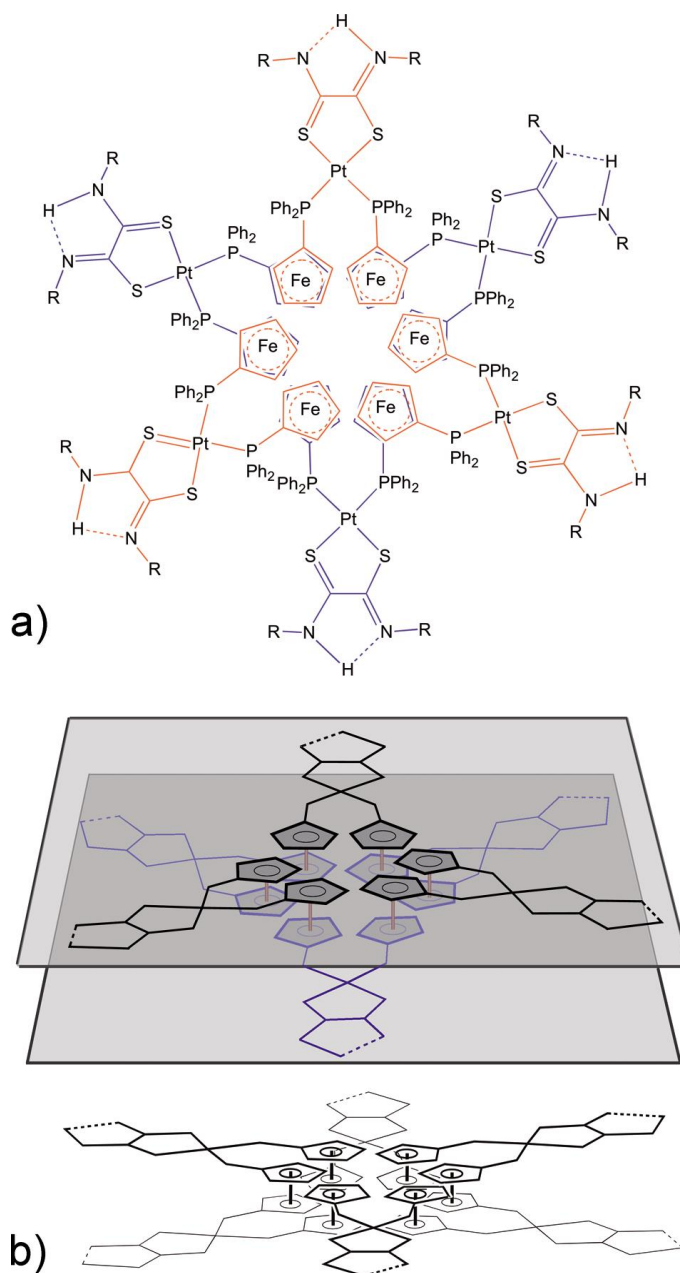 H
R N N R
S S
Pt
Ph2P PPh2
R N H
S N R
S Pt
Ph2
P
R
H N
N S
R S Pt
Ph2
P
Ph2P
Fe Fe
PPh2
Fe Fe
Ph2P PPh2
Fe Fe
R
N S Pt P
H N S
R Ph2
Ph2P PPh2
Pt S N R
P S N H
Ph2 R
Pt
S S
R N N R
H
a)
b)